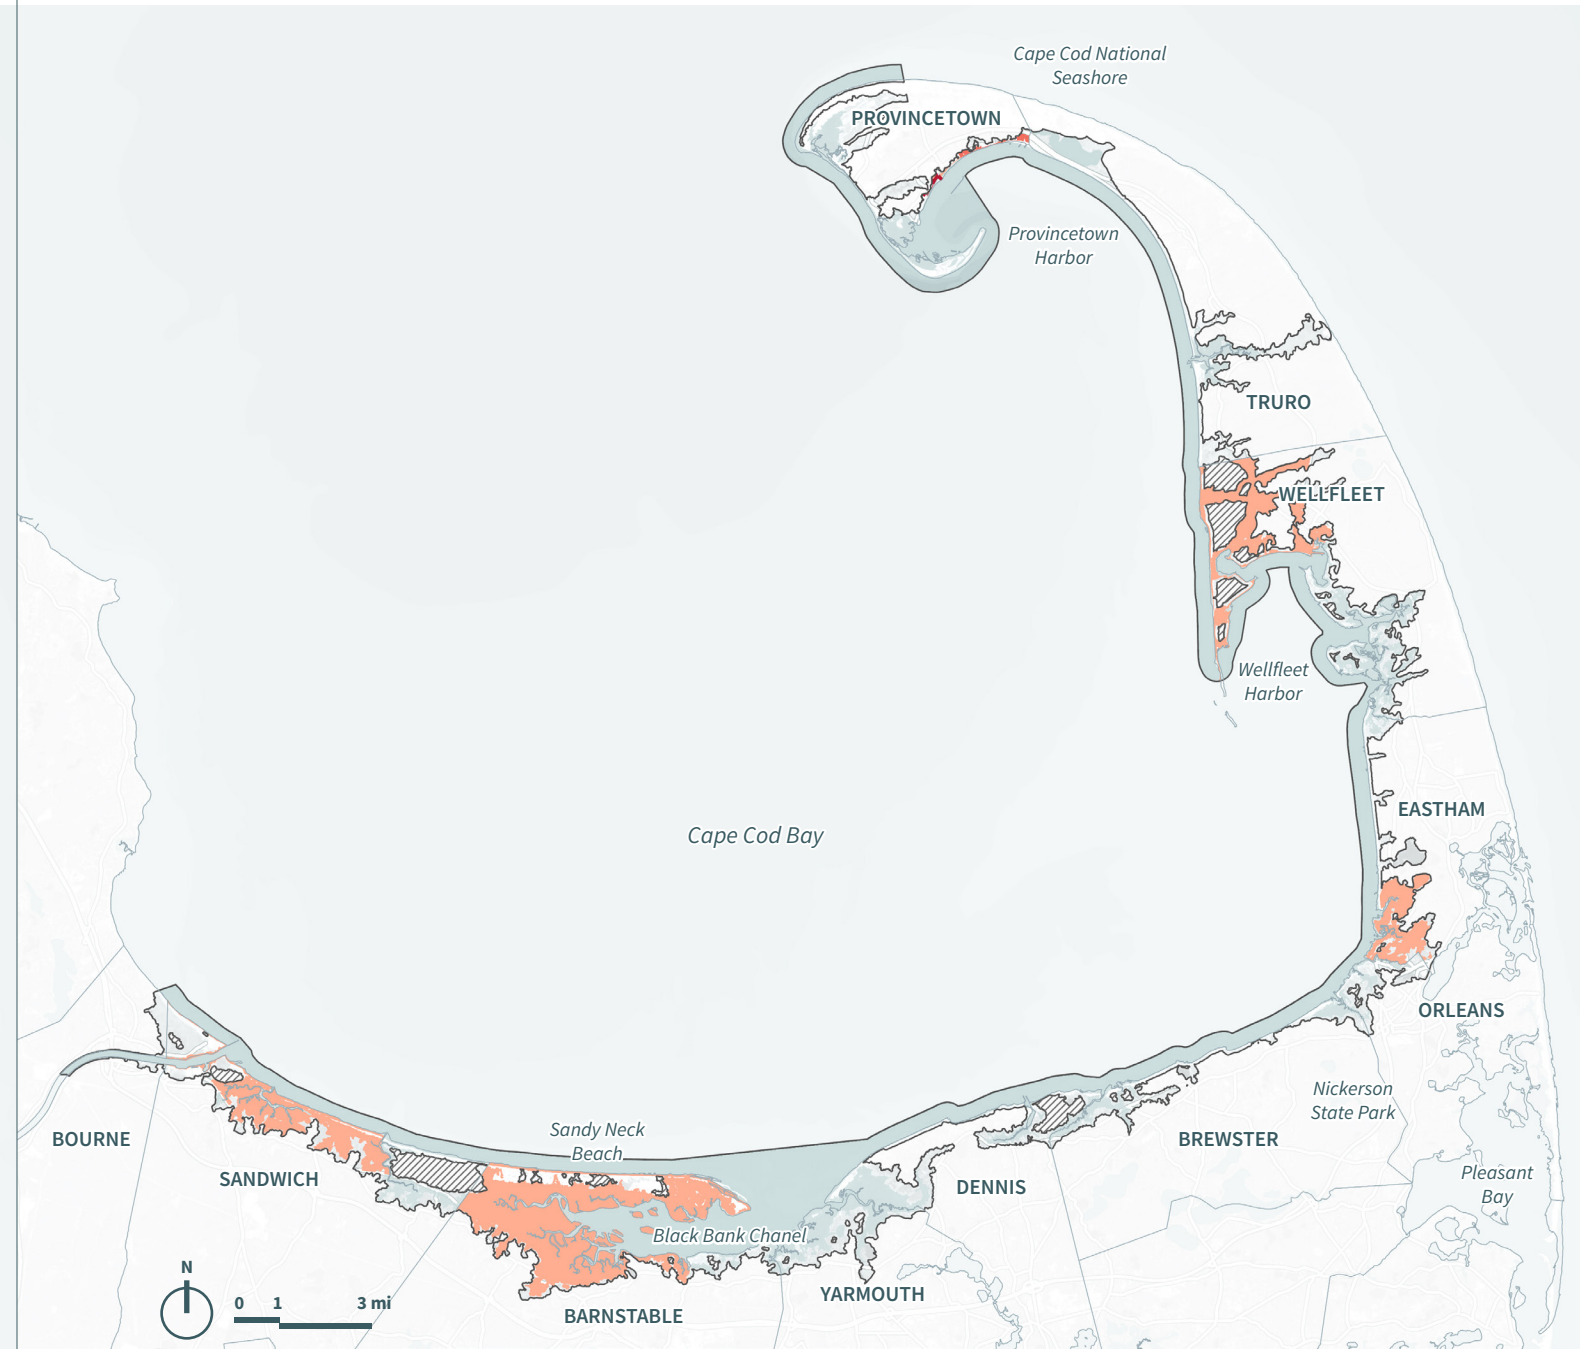 Cape Cod National
Seashore
PROVINCETOWN
Provincetown
Harbor
TRURO
WELLFLEET
Wellfleet
Harbor
Cape Cod Bay
EASTHAM
ORLEANS
Nickerson
State Park
BREWSTER
Pleasant
Bay
Sandy Neck
Beach
BOURNE
SANDWICH
DENNIS
Black Bank Chanel
YARMOUTH
BARNSTABLE
N
0 1 3 mi